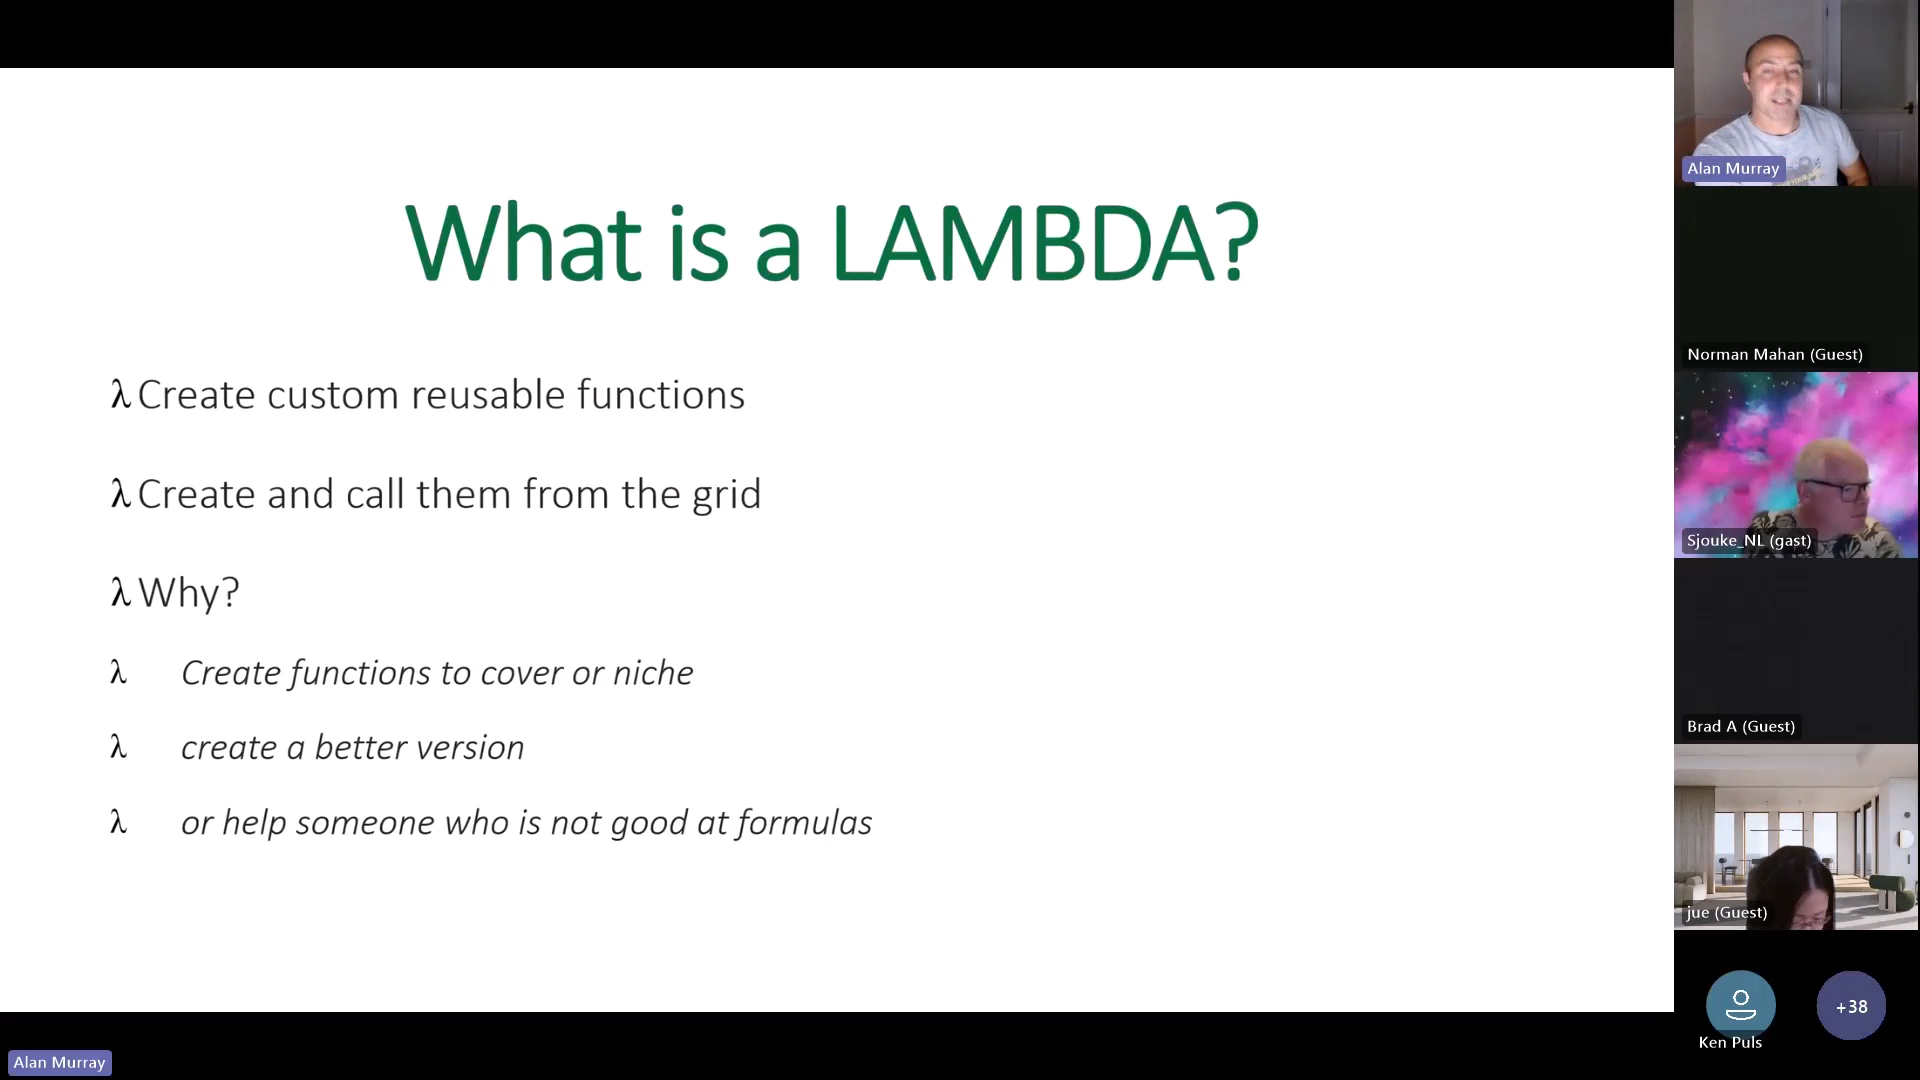 What is a LAMBDA?
λ Create custom reusable functions
λ Create and call them from the grid
λ Why?
λ Create functions to cover or niche
λ create a better version
λ or help someone who is not good at formulas
Alan Murray
Norman Mahan (Guest)
Sjouke_NL (gast)
Brad A (Guest)
jue (Guest)
Ken Puls
+38
Alan Murray